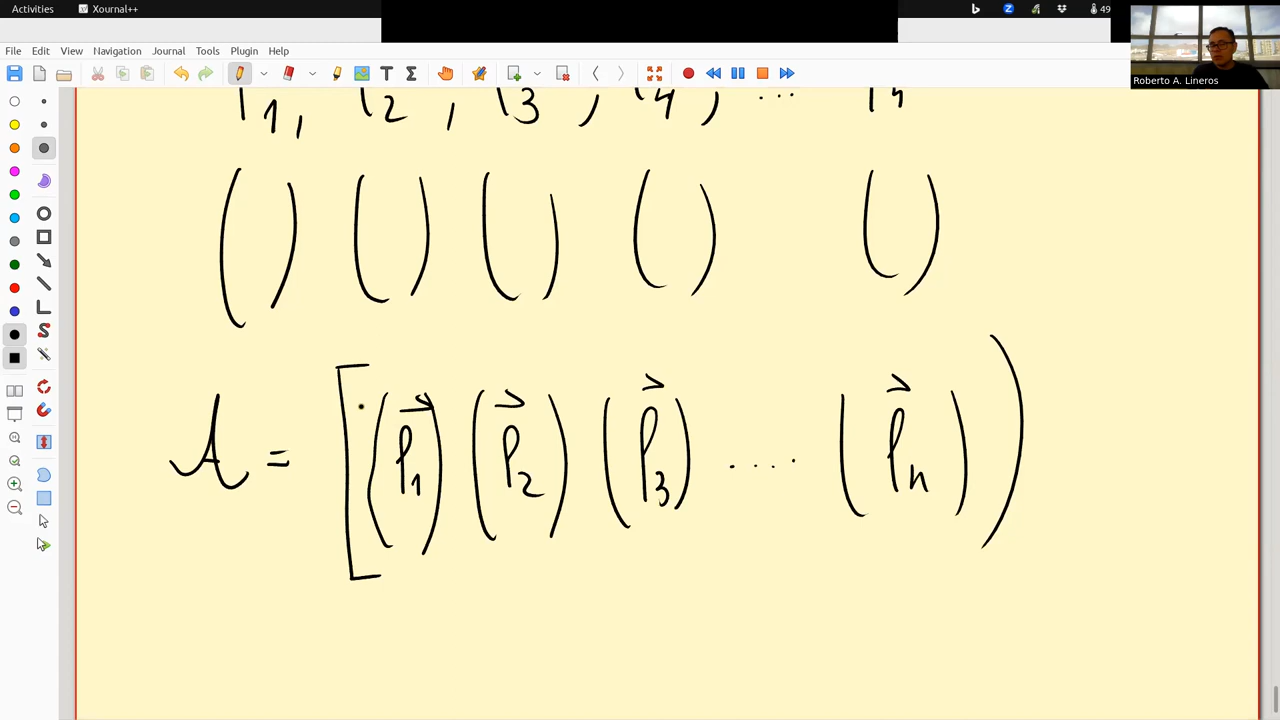 Activities Xournal++ 49
File Edit View Navigation Journal Tools Plugin Help
Roberto A. Lineros
1, 2, 3, 4, ... n
( ) ( ) ( ) ( ) ( )
A = [(P⃗1) (P⃗2) (P⃗3) .... (P⃗n))